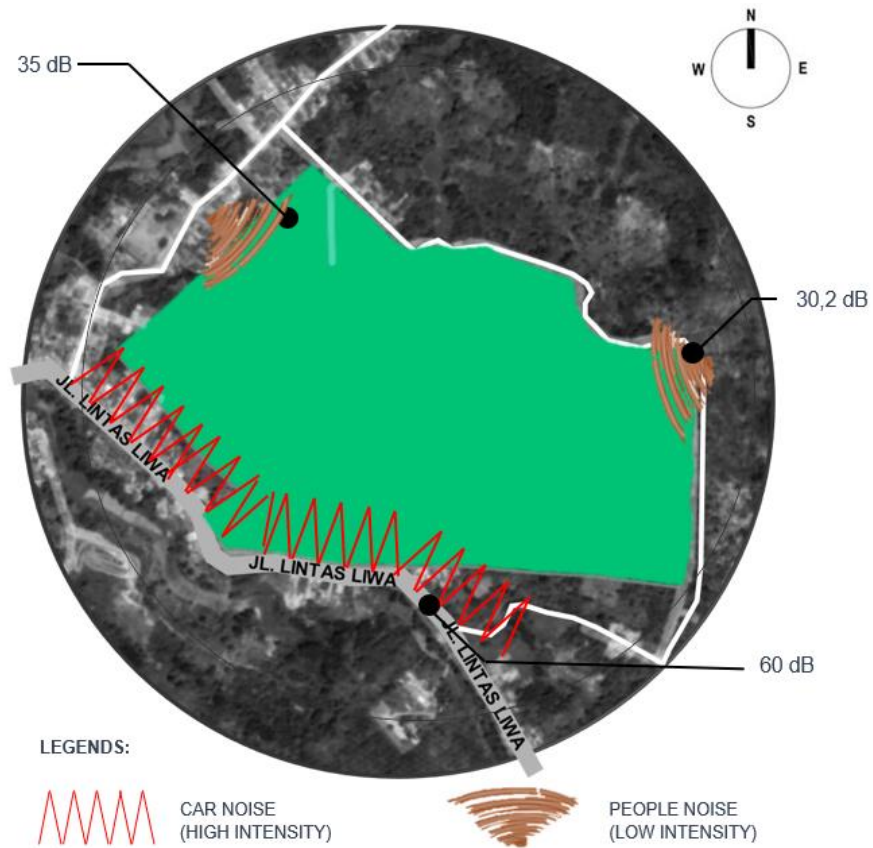 N
35 dB
W
E
S
30,2 dB
JL. LINTAS LIWA
JL. LINTAS LIWA
JL. LINTAS LIWA
60 dB
LEGENDS:
CAR NOISE
(HIGH INTENSITY)
PEOPLE NOISE
(LOW INTENSITY)